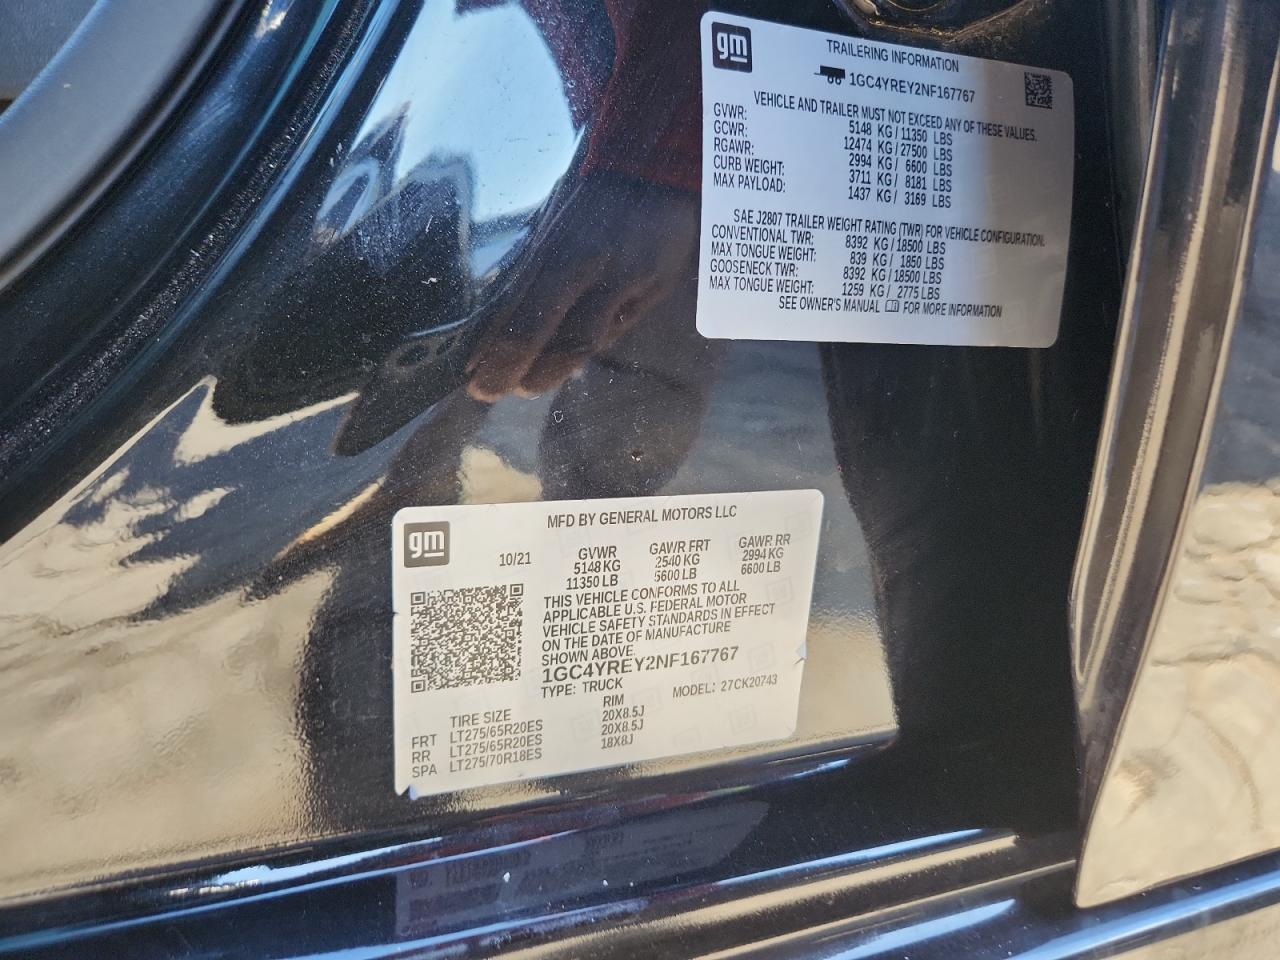 gm
TRAILERING INFORMATION
1GC4YREY2NF167767
VEHICLE AND TRAILER MUST NOT EXCEED ANY OF THESE VALUES.
GVWR: 5148 KG / 11350 LBS
GCWR: 12474 KG / 27500 LBS
RGAWR: 2994 KG / 6600 LBS
CURB WEIGHT: 3711 KG / 8181 LBS
MAX PAYLOAD: 1437 KG / 3169 LBS
SAE J2807 TRAILER WEIGHT RATING (TWR) FOR VEHICLE CONFIGURATION.
CONVENTIONAL TWR: 8392 KG / 18500 LBS
MAX TONGUE WEIGHT: 839 KG / 1850 LBS
GOOSENECK TWR: 8392 KG / 18500 LBS
MAX TONGUE WEIGHT: 1259 KG / 2775 LBS
SEE OWNER'S MANUAL FOR MORE INFORMATION
gm
MFD BY GENERAL MOTORS LLC
10/21 GVWR GAWR FRT GAWR RR
5148 KG 2540 KG 2994 KG
11350 LB 5600 LB 6600 LB
THIS VEHICLE CONFORMS TO ALL
APPLICABLE U.S. FEDERAL MOTOR
VEHICLE SAFETY STANDARDS IN EFFECT
ON THE DATE OF MANUFACTURE
SHOWN ABOVE.
1GC4YREY2NF167767
TYPE: TRUCK MODEL: 27CK20743
TIRE SIZE RIM
FRT LT275/65R20ES 20X8.5J
RR LT275/65R20ES 20X8.5J
SPA LT275/70R18ES 18X8J